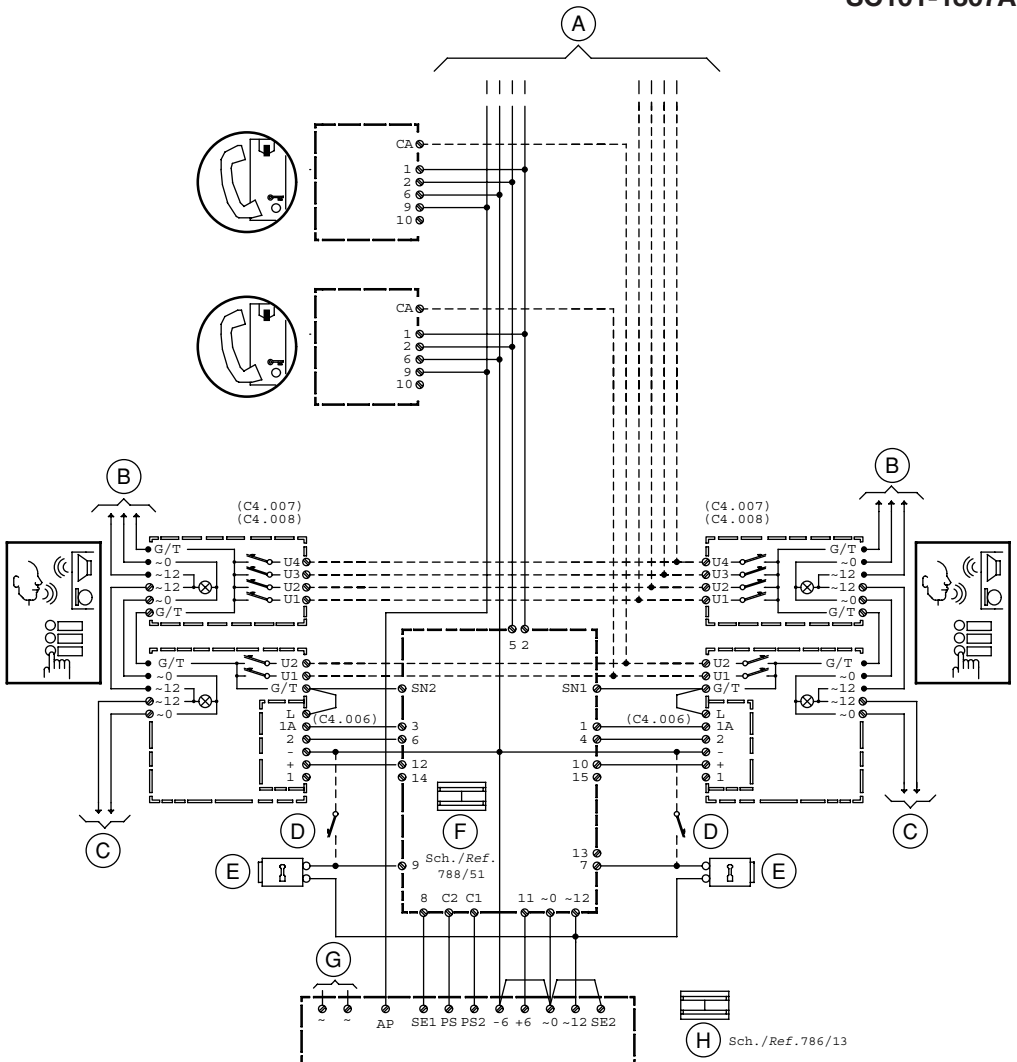 A
CA
1
2
6
9
10
CA
1
2
6
9
10
B
B
(C4.007)
(C4.008)
(C4.007)
(C4.008)
G/T
~0
~12
~12
~0
G/T
U4
U3
U2
U1
U4
U3
U2
U1
G/T
~0
~12
~12
~0
G/T
5 2
G/T
~0
~12
~12
~0
U2
U1
G/T
L
1A
2
-
+
1
(C4.006)
SN2
3
6
12
14
9
SN1
1
4
10
15
13
7
(C4.006)
U2
U1
G/T
L
1A
2
-
+
1
G/T
~0
~12
~12
~0
C
C
D
D
E
E
F
Sch./Ref.
788/51
8 C2 C1 11 ~0 ~12
G
~ ~ AP SE1 PS PS2 -6 +6 ~0 ~12 SE2
H Sch./Ref.786/13